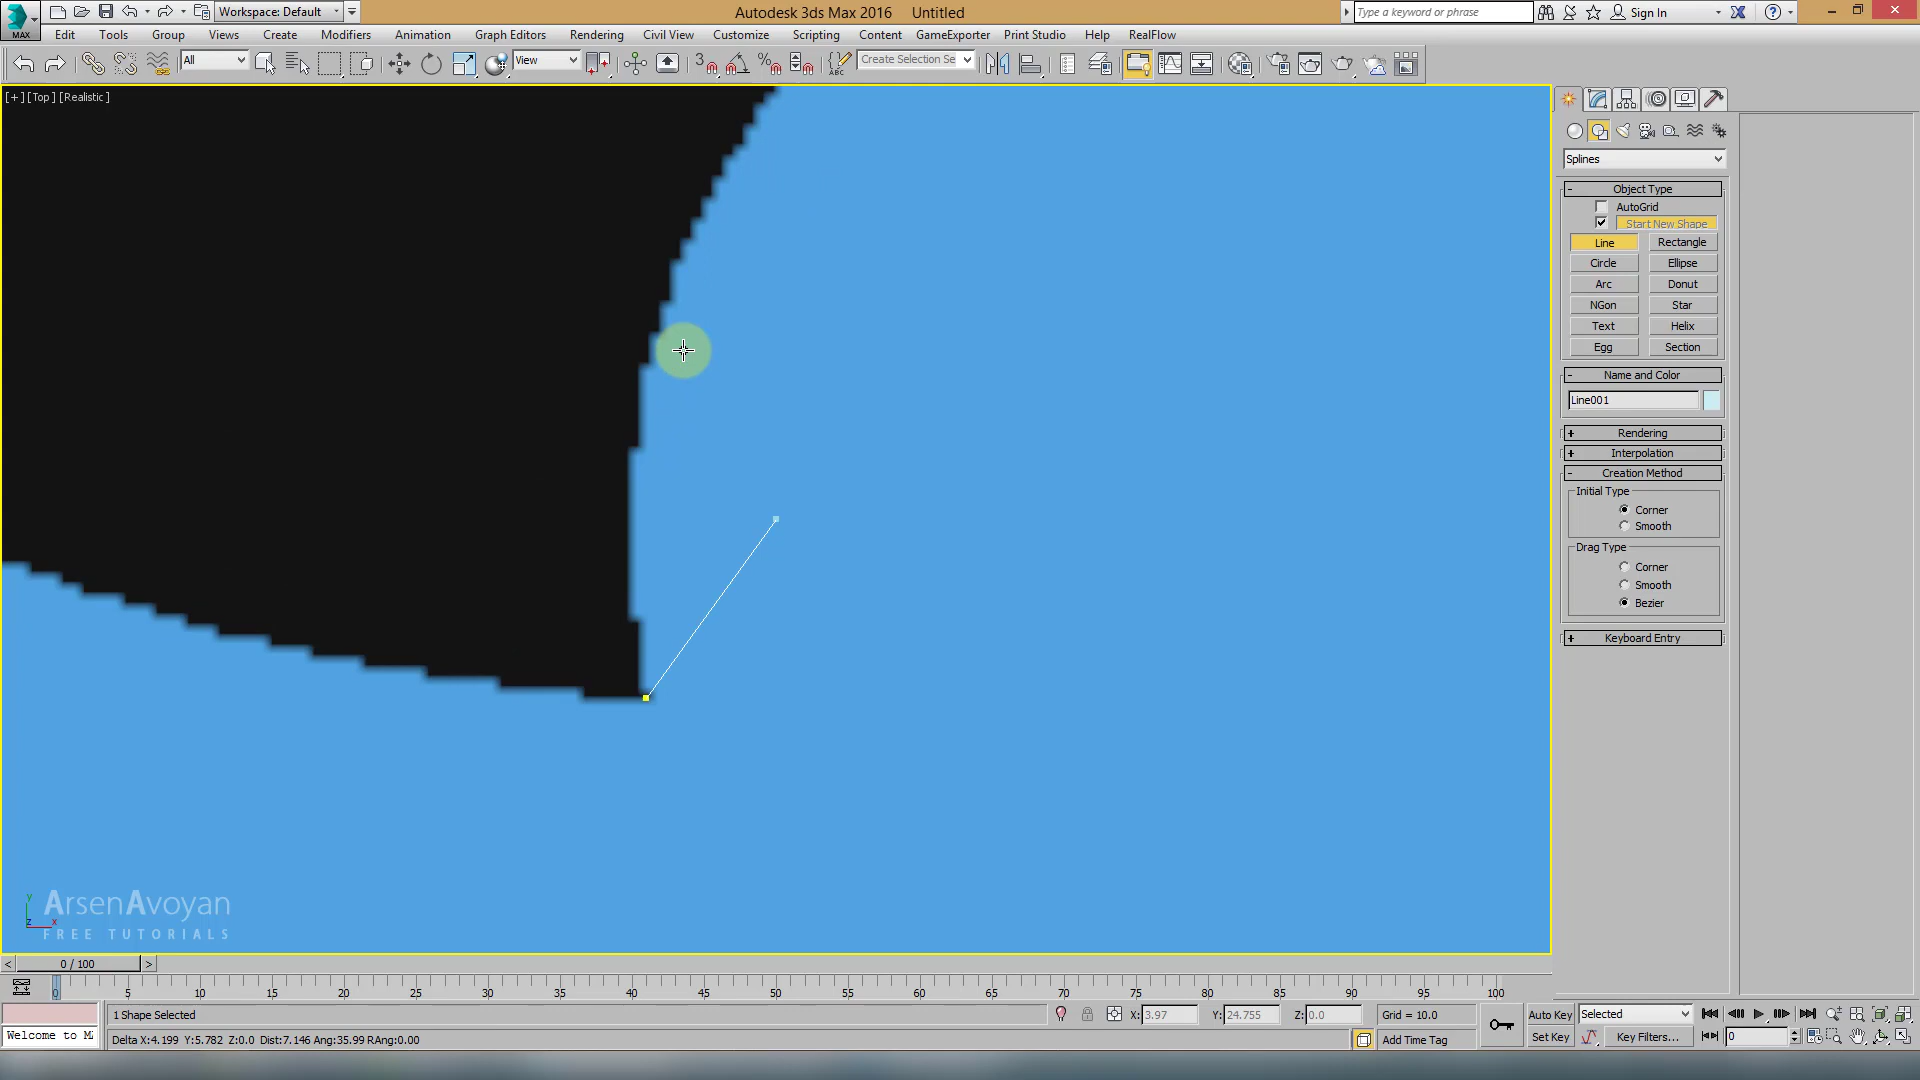 Workspace: Default
Autodesk 3ds Max 2016 Untitled
Type a keyword or phrase
Sign In
MAX
Edit Tools Group Views Create Modifiers Animation Graph Editors Rendering Civil View Customize Scripting Content GameExporter Print Studio Help RealFlow
All
View
3
ABC
Create Selection Se
[+] [Top] [Realistic]
Splines
- Object Type
AutoGrid
Start New Shape
Line Rectangle
Circle Ellipse
Arc Donut
NGon Star
Text Helix
Egg Section
- Name and Color
Line001
+ Rendering
+ Interpolation
- Creation Method
Initial Type
Corner
Smooth
Drag Type
Corner
Smooth
Bezier
+ Keyboard Entry
y
z x
ArsenAvoyan
FREE TUTORIALS
< 0 / 100 >
0 5 10 15 20 25 30 35 40 45 50 55 60 65 70 75 80 85 90 95 100
1 Shape Selected
X: 3.97 Y: 24.755 Z: 0.0
Grid = 10.0
Auto Key
Selected
Welcome to M
Delta X:4.199 Y:5.782 Z:0.0 Dist:7.146 Ang:35.99 RAng:0.00
Add Time Tag
Set Key
Key Filters...
0